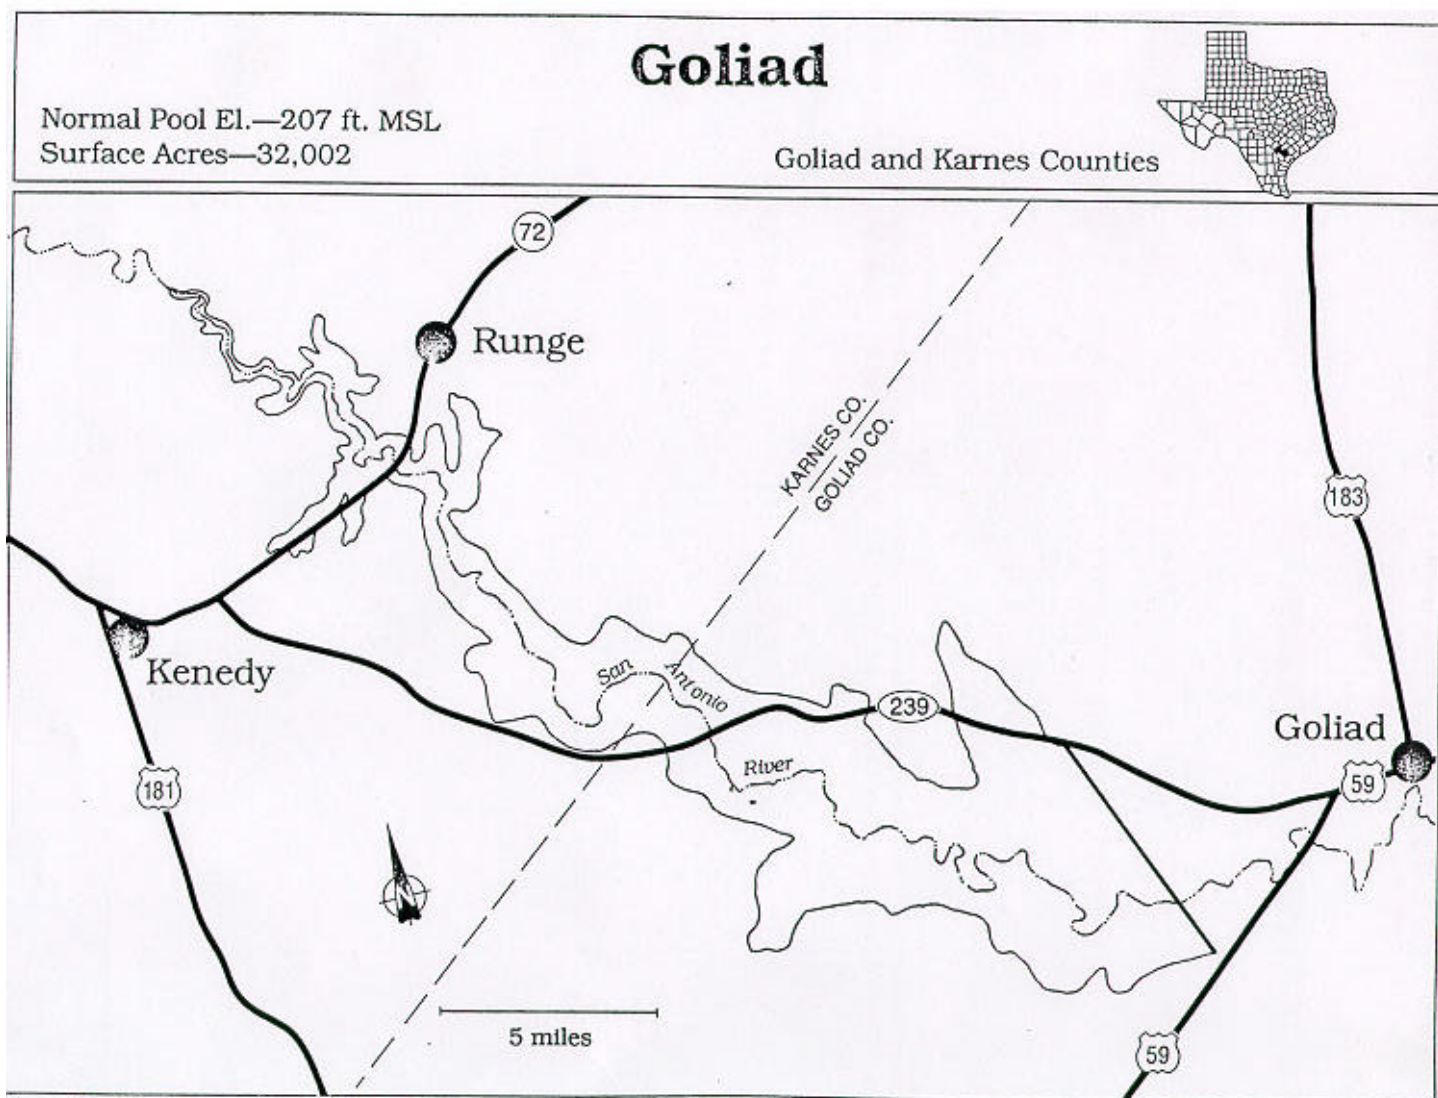 Goliad
Normal Pool El.—207 ft. MSL
Surface Acres—32,002
Goliad and Karnes Counties
72
Runge
KARNES CO.
GOLIAD CO.
183
Kenedy
San Antonio River
239
Goliad
59
181
5 miles
59